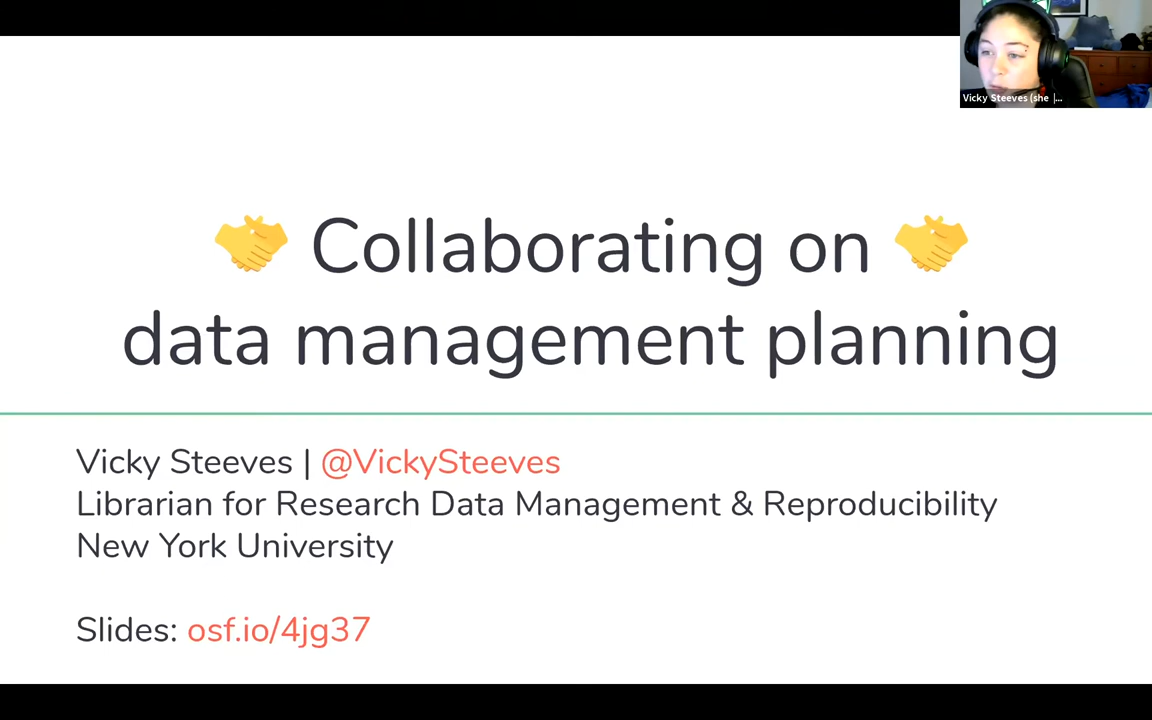 Vicky Steeves (she |...
🤝 Collaborating on 🤝
data management planning
Vicky Steeves | @VickySteeves
Librarian for Research Data Management & Reproducibility
New York University
Slides: osf.io/4jg37